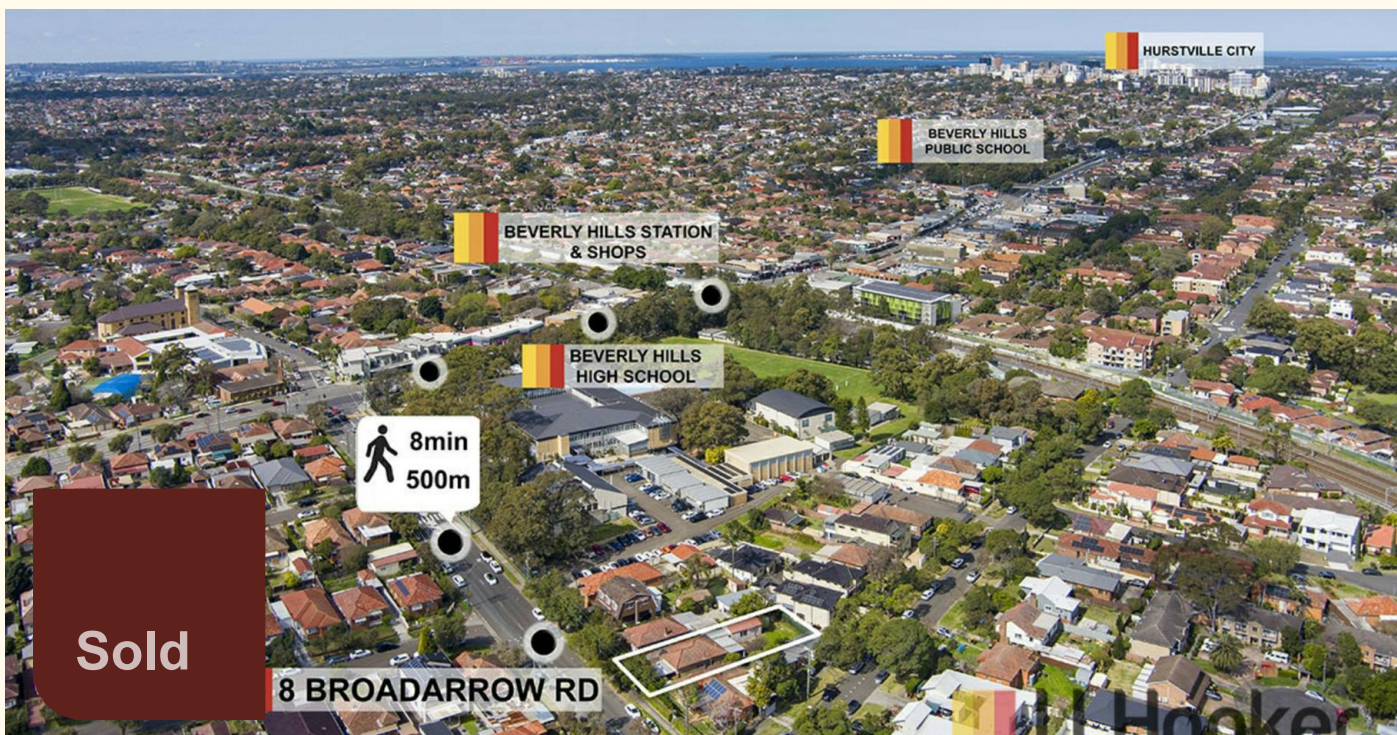 HURSTVILLE CITY
BEVERLY HILLS
PUBLIC SCHOOL
BEVERLY HILLS STATION
& SHOPS
BEVERLY HILLS
HIGH SCHOOL
8min
500m
Sold
8 BROADARROW RD
Hooker